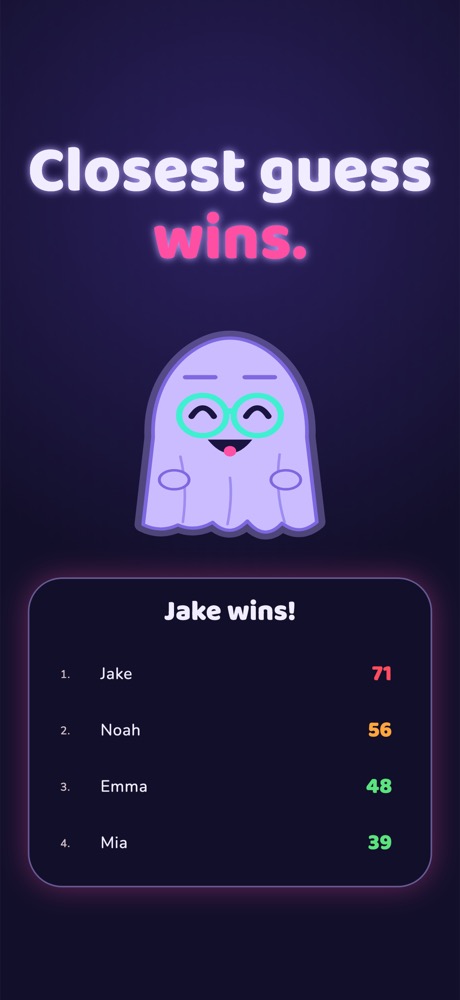 Closest guess
wins.
Jake wins!
1. Jake 71
2. Noah 56
3. Emma 48
4. Mia 39